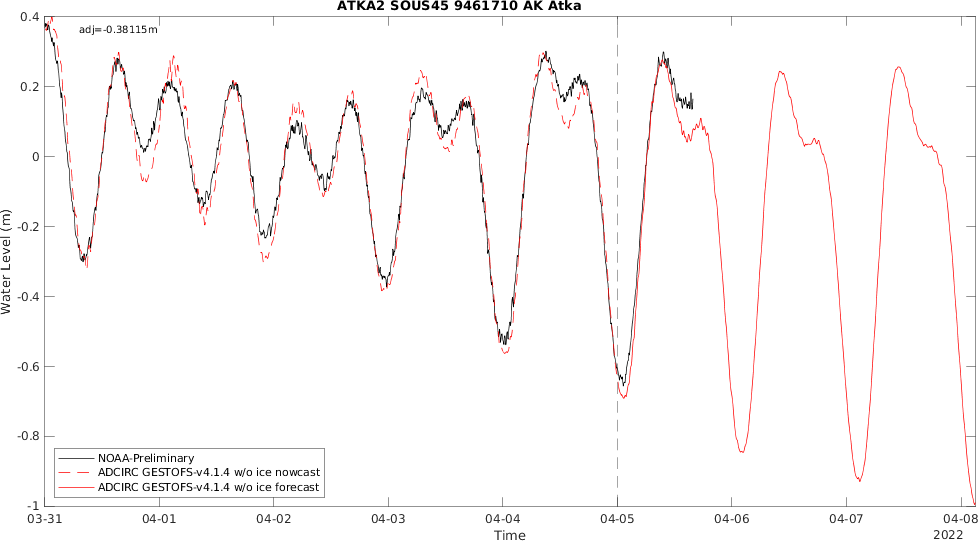 ATKA2 SOUS45 9461710 AK Atka
adj=-0.38115m
0.4
0.2
0
-0.2
-0.4
-0.6
-0.8
-1
Water Level (m)
NOAA-Preliminary
ADCIRC GESTOFS-v4.1.4 w/o ice nowcast
ADCIRC GESTOFS-v4.1.4 w/o ice forecast
03-31 04-01 04-02 04-03 04-04 04-05 04-06 04-07 04-08
Time
2022